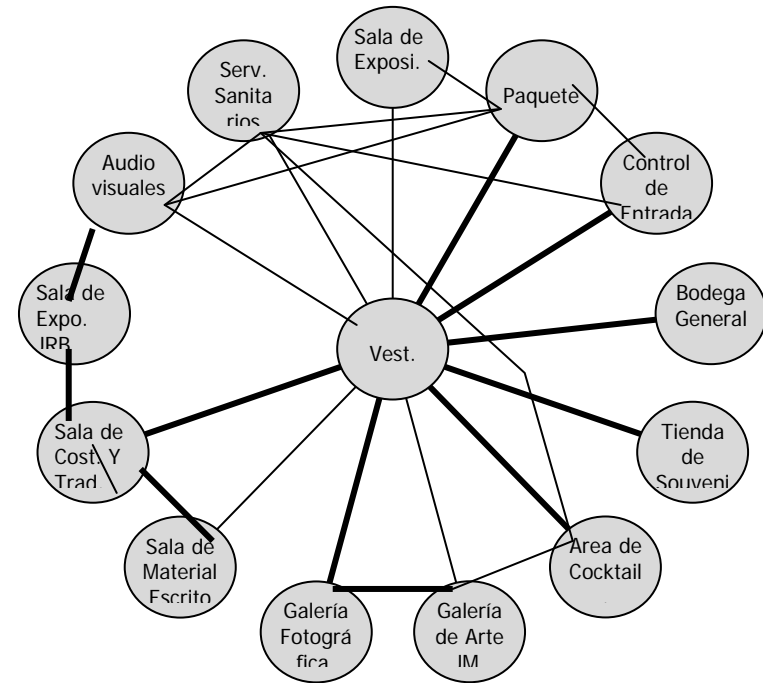 Sala de
Exposi.
Serv.
Sanita
rios
Paquete
Audio
visuales
Control
de
Entrada
Sala de
Expo.
JRB
Bodega
General
Vest.
Sala de
Cost. Y
Trad.
Tienda
de
Souveni
Sala de
Material
Escrito
Area de
Cocktail
Galería
Fotográ
fica
Galería
de Arte
JM